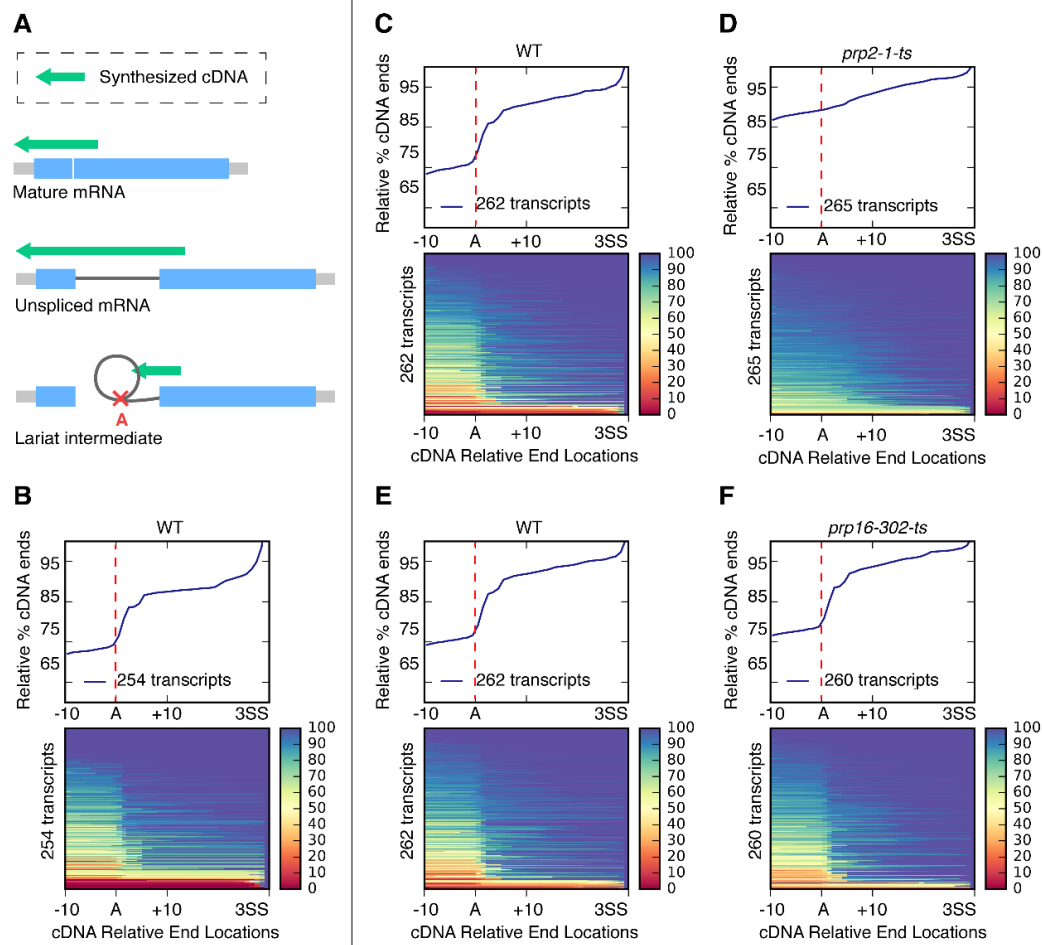 A
Synthesized cDNA
Mature mRNA
Unspliced mRNA
A
Lariat intermediate
B
WT
Relative % cDNA ends
95
85
75
65
254 transcripts
-10 A +10 3SS
254 transcripts
100
90
80
70
60
50
40
30
20
10
0
-10 A +10 3SS
cDNA Relative End Locations
C
WT
Relative % cDNA ends
95
85
75
65
262 transcripts
-10 A +10 3SS
262 transcripts
100
90
80
70
60
50
40
30
20
10
0
-10 A +10 3SS
cDNA Relative End Locations
D
prp2-1-ts
Relative % cDNA ends
95
85
75
65
265 transcripts
-10 A +10 3SS
265 transcripts
100
90
80
70
60
50
40
30
20
10
0
-10 A +10 3SS
cDNA Relative End Locations
E
WT
Relative % cDNA ends
95
85
75
65
262 transcripts
-10 A +10 3SS
262 transcripts
100
90
80
70
60
50
40
30
20
10
0
-10 A +10 3SS
cDNA Relative End Locations
F
prp16-302-ts
Relative % cDNA ends
95
85
75
65
260 transcripts
-10 A +10 3SS
260 transcripts
100
90
80
70
60
50
40
30
20
10
0
-10 A +10 3SS
cDNA Relative End Locations